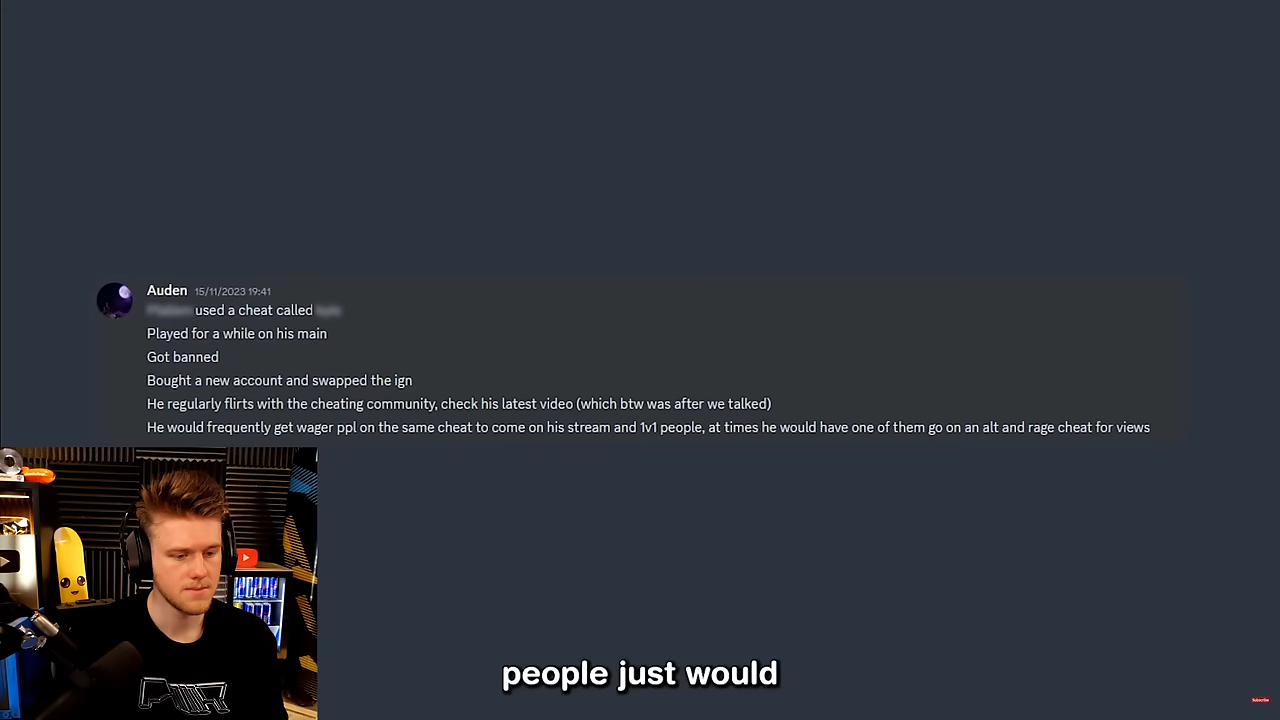 Auden 15/11/2023 19:41
used a cheat called
Played for a while on his main
Got banned
Bought a new account and swapped the ign
He regularly flirts with the cheating community, check his latest video (which btw was after we talked)
He would frequently get wager ppl on the same cheat to come on his stream and 1v1 people, at times he would have one of them go on an alt and rage cheat for views
people just would
Subscribe